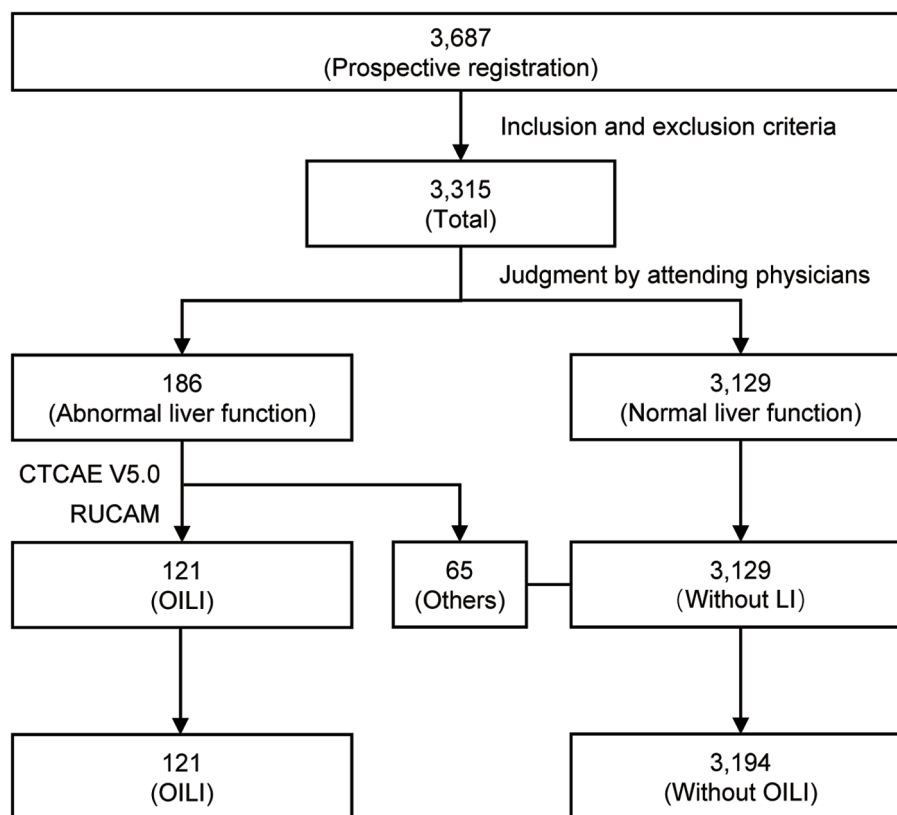 3,687
(Prospective registration)
Inclusion and exclusion criteria
3,315
(Total)
Judgment by attending physicians
186
(Abnormal liver function)
3,129
(Normal liver function)
CTCAE V5.0
RUCAM
121
(OILI)
65
(Others)
3,129
(Without LI)
121
(OILI)
3,194
(Without OILI)